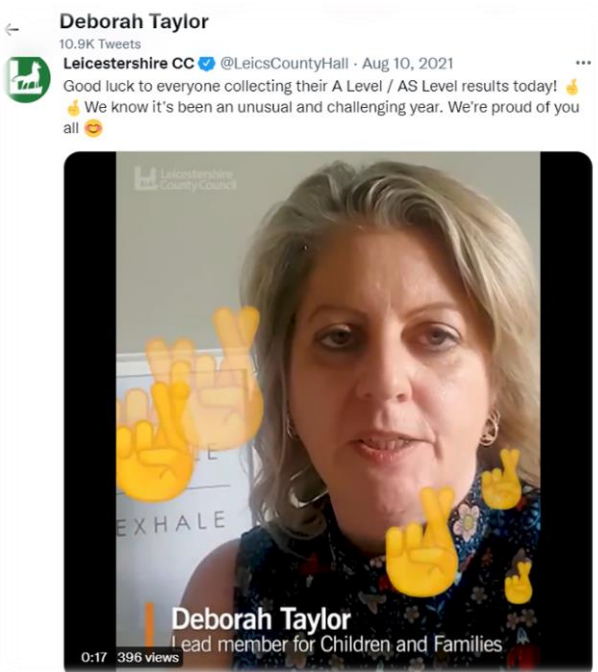 Deborah Taylor
10.9K Tweets
Leicestershire CC @LeicsCountyHall · Aug 10, 2021
Good luck to everyone collecting their A Level / AS Level results today! 🤞
🤞 We know it's been an unusual and challenging year. We're proud of you
all 😊
Leicestershire
County Council
LE
EXHALE
Deborah Taylor
Lead member for Children and Families
0:17 396 views